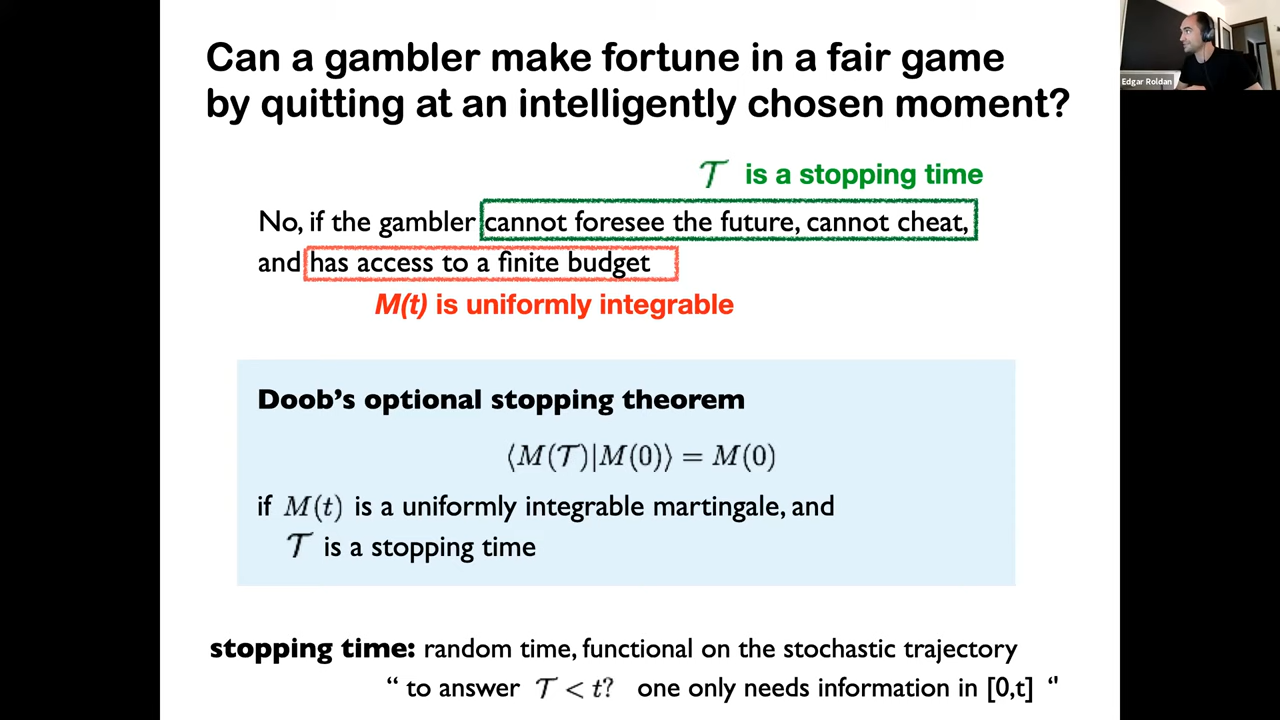 Can a gambler make fortune in a fair game
by quitting at an intelligently chosen moment?
Edgar Roldan
𝒯 is a stopping time
No, if the gambler cannot foresee the future, cannot cheat,
and has access to a finite budget
M(t) is uniformly integrable
Doob's optional stopping theorem
⟨M(𝒯)|M(0)⟩ = M(0)
if M(t) is a uniformly integrable martingale, and
𝒯 is a stopping time
stopping time: random time, functional on the stochastic trajectory
“ to answer 𝒯 < t? one only needs information in [0,t] “